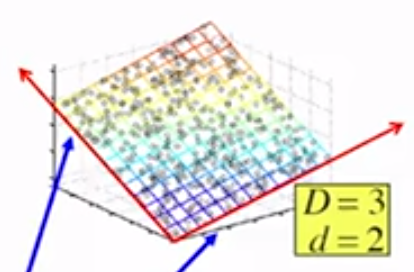 D = 3
d = 2